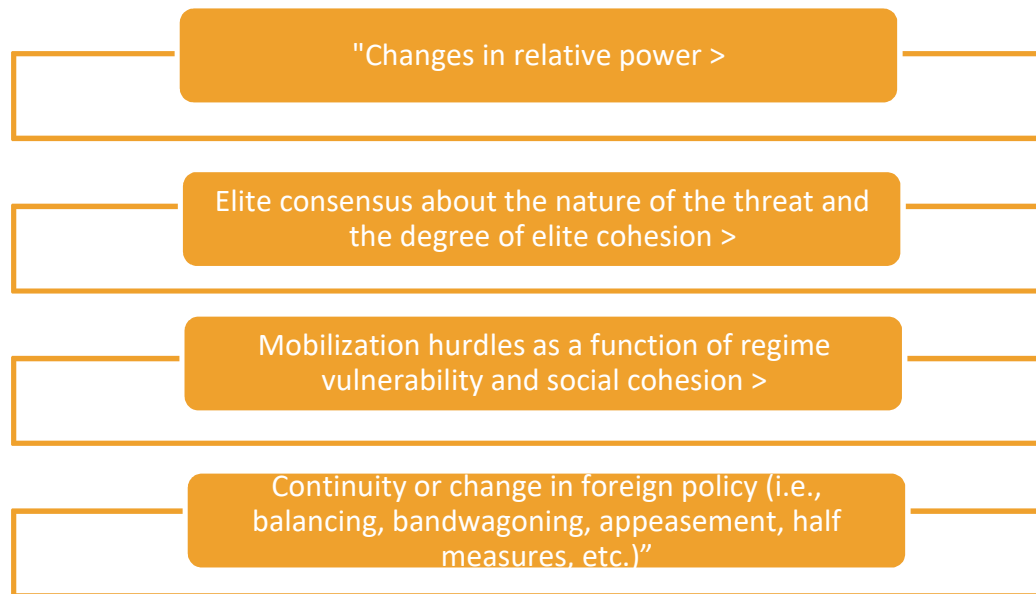 "Changes in relative power >
Elite consensus about the nature of the threat and
the degree of elite cohesion >
Mobilization hurdles as a function of regime
vulnerability and social cohesion >
Continuity or change in foreign policy (i.e.,
balancing, bandwagoning, appeasement, half
measures, etc.)”